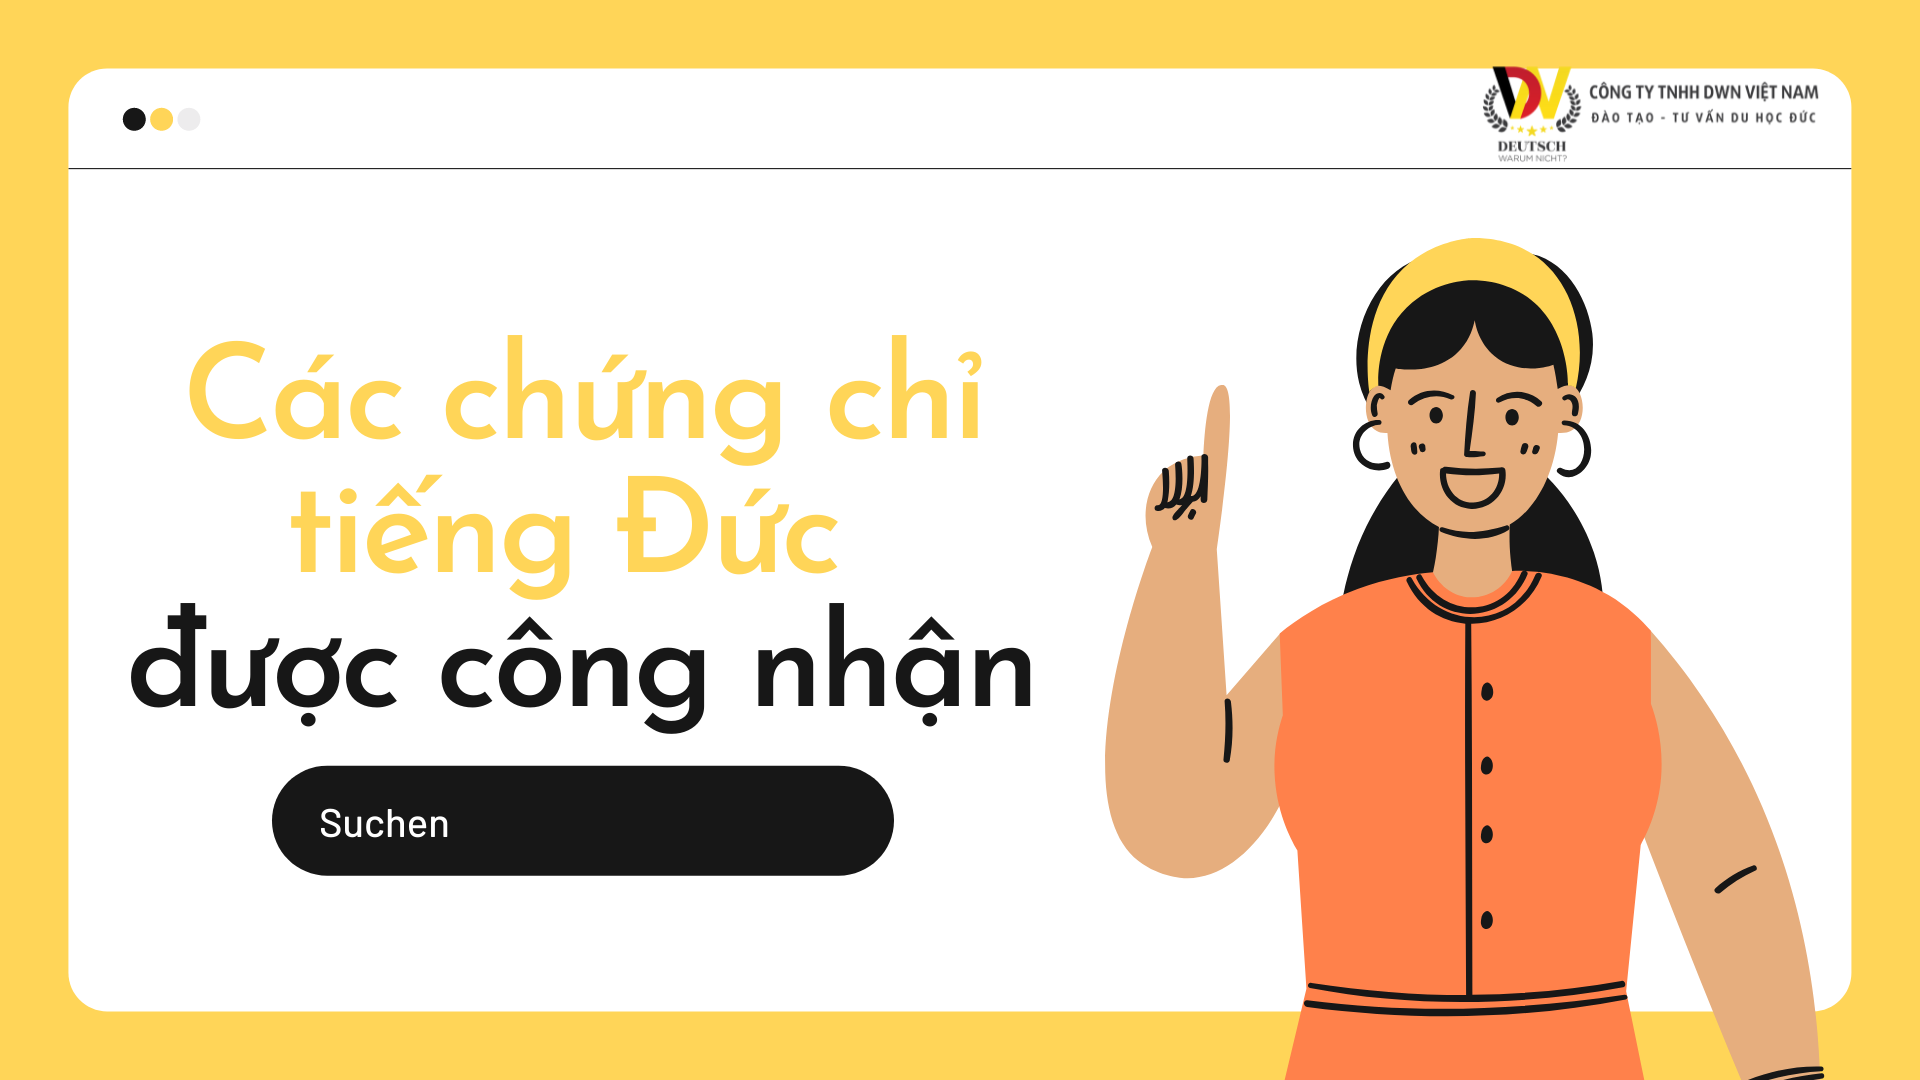 CÔNG TY TNHH DWN VIỆT NAM
ĐÀO TẠO - TƯ VẤN DU HỌC ĐỨC
DEUTSCH
WARUM NICHT?
Các chứng chỉ
tiếng Đức
được công nhận
Suchen